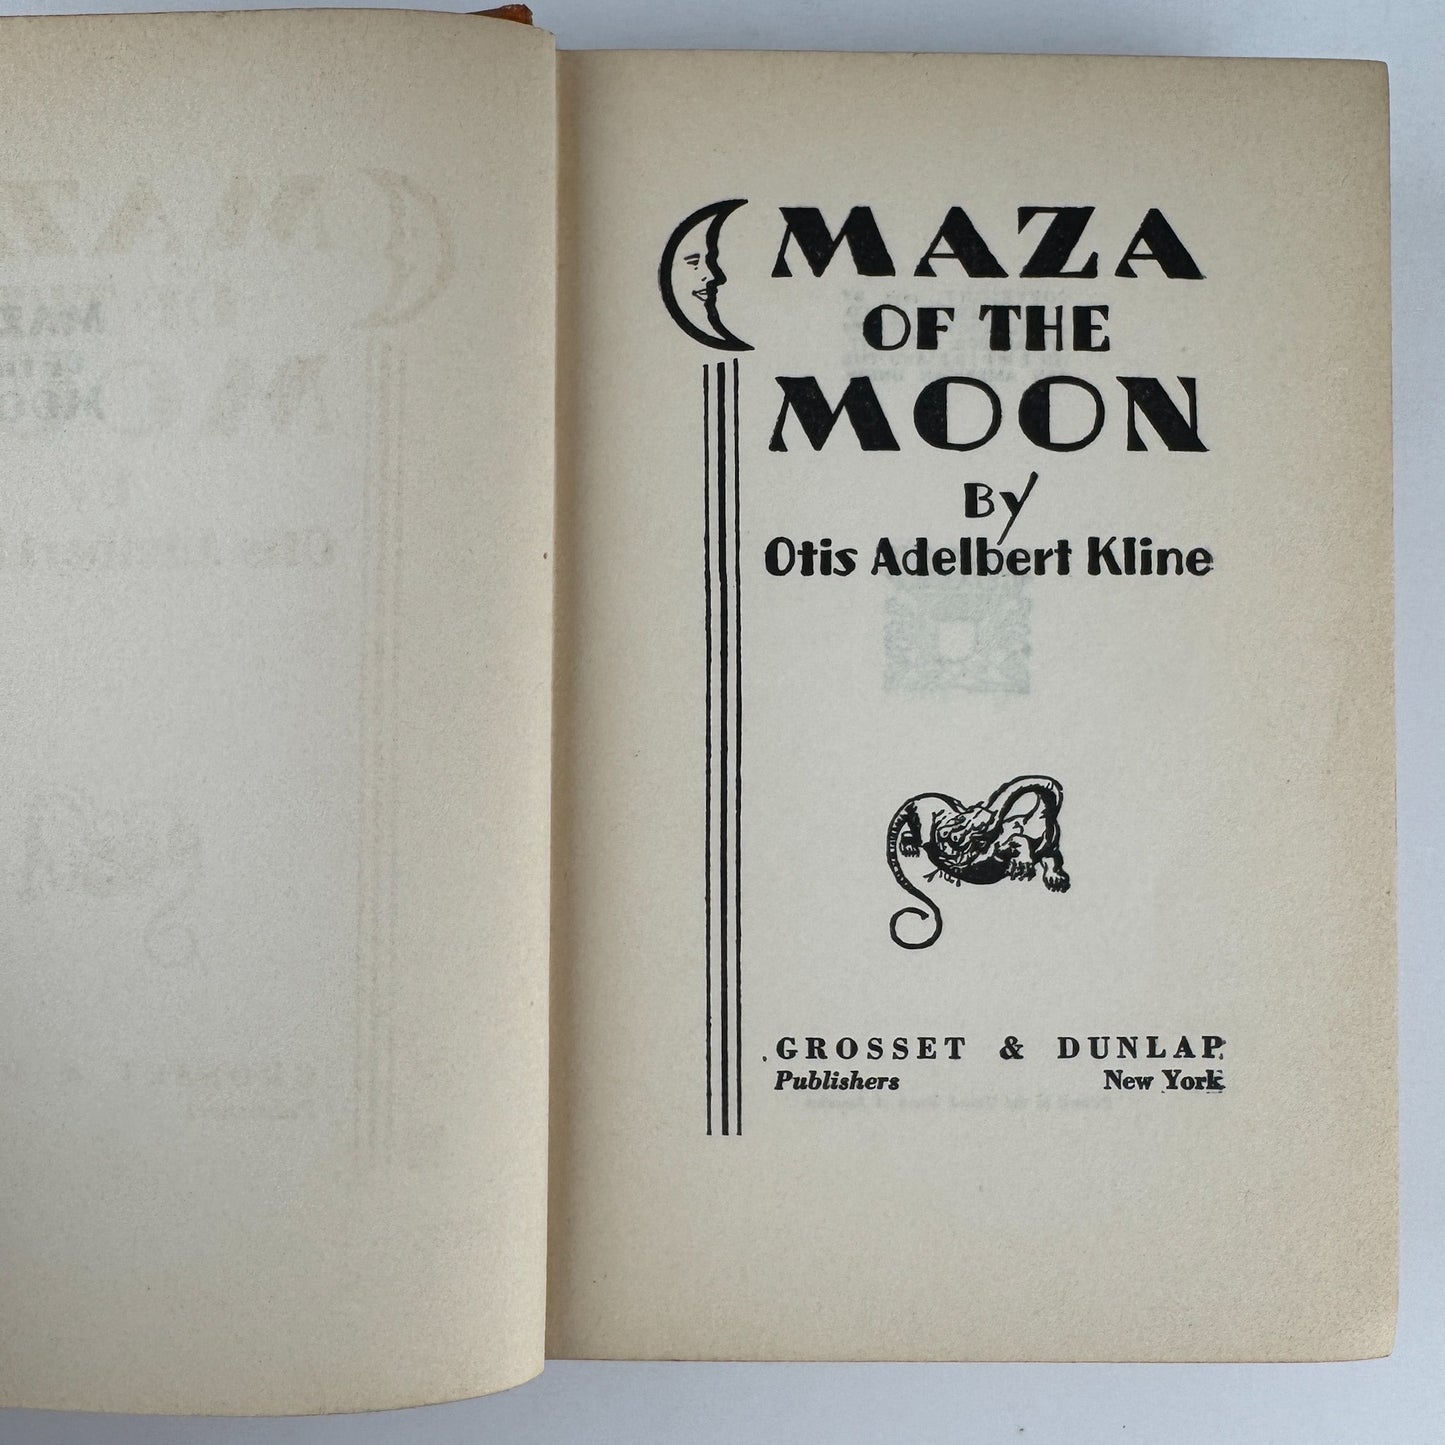 MAZA
OF THE
MOON
By
Otis Adelbert Kline
GROSSET & DUNLAP
Publishers New York